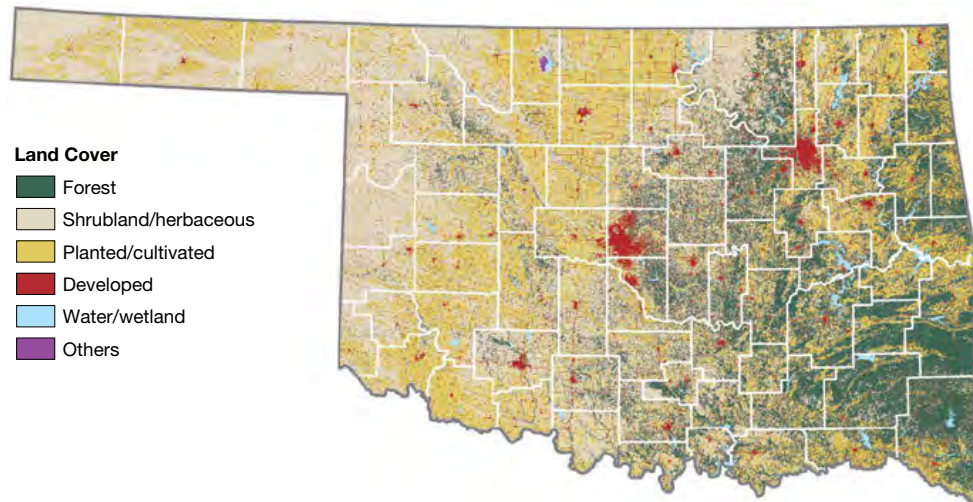 Land Cover
Forest
Shrubland/herbaceous
Planted/cultivated
Developed
Water/wetland
Others